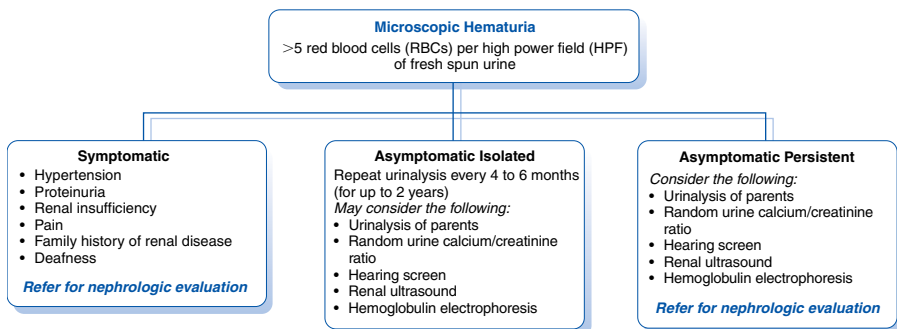 Microscopic Hematuria
>5 red blood cells (RBCs) per high power field (HPF)
of fresh spun urine
Symptomatic
• Hypertension
• Proteinuria
• Renal insufficiency
• Pain
• Family history of renal disease
• Deafness
Refer for nephrologic evaluation
Asymptomatic Isolated
Repeat urinalysis every 4 to 6 months
(for up to 2 years)
May consider the following:
• Urinalysis of parents
• Random urine calcium/creatinine
ratio
• Hearing screen
• Renal ultrasound
• Hemoglobulin electrophoresis
Asymptomatic Persistent
Consider the following:
• Urinalysis of parents
• Random urine calcium/creatinine
ratio
• Hearing screen
• Renal ultrasound
• Hemoglobulin electrophoresis
Refer for nephrologic evaluation